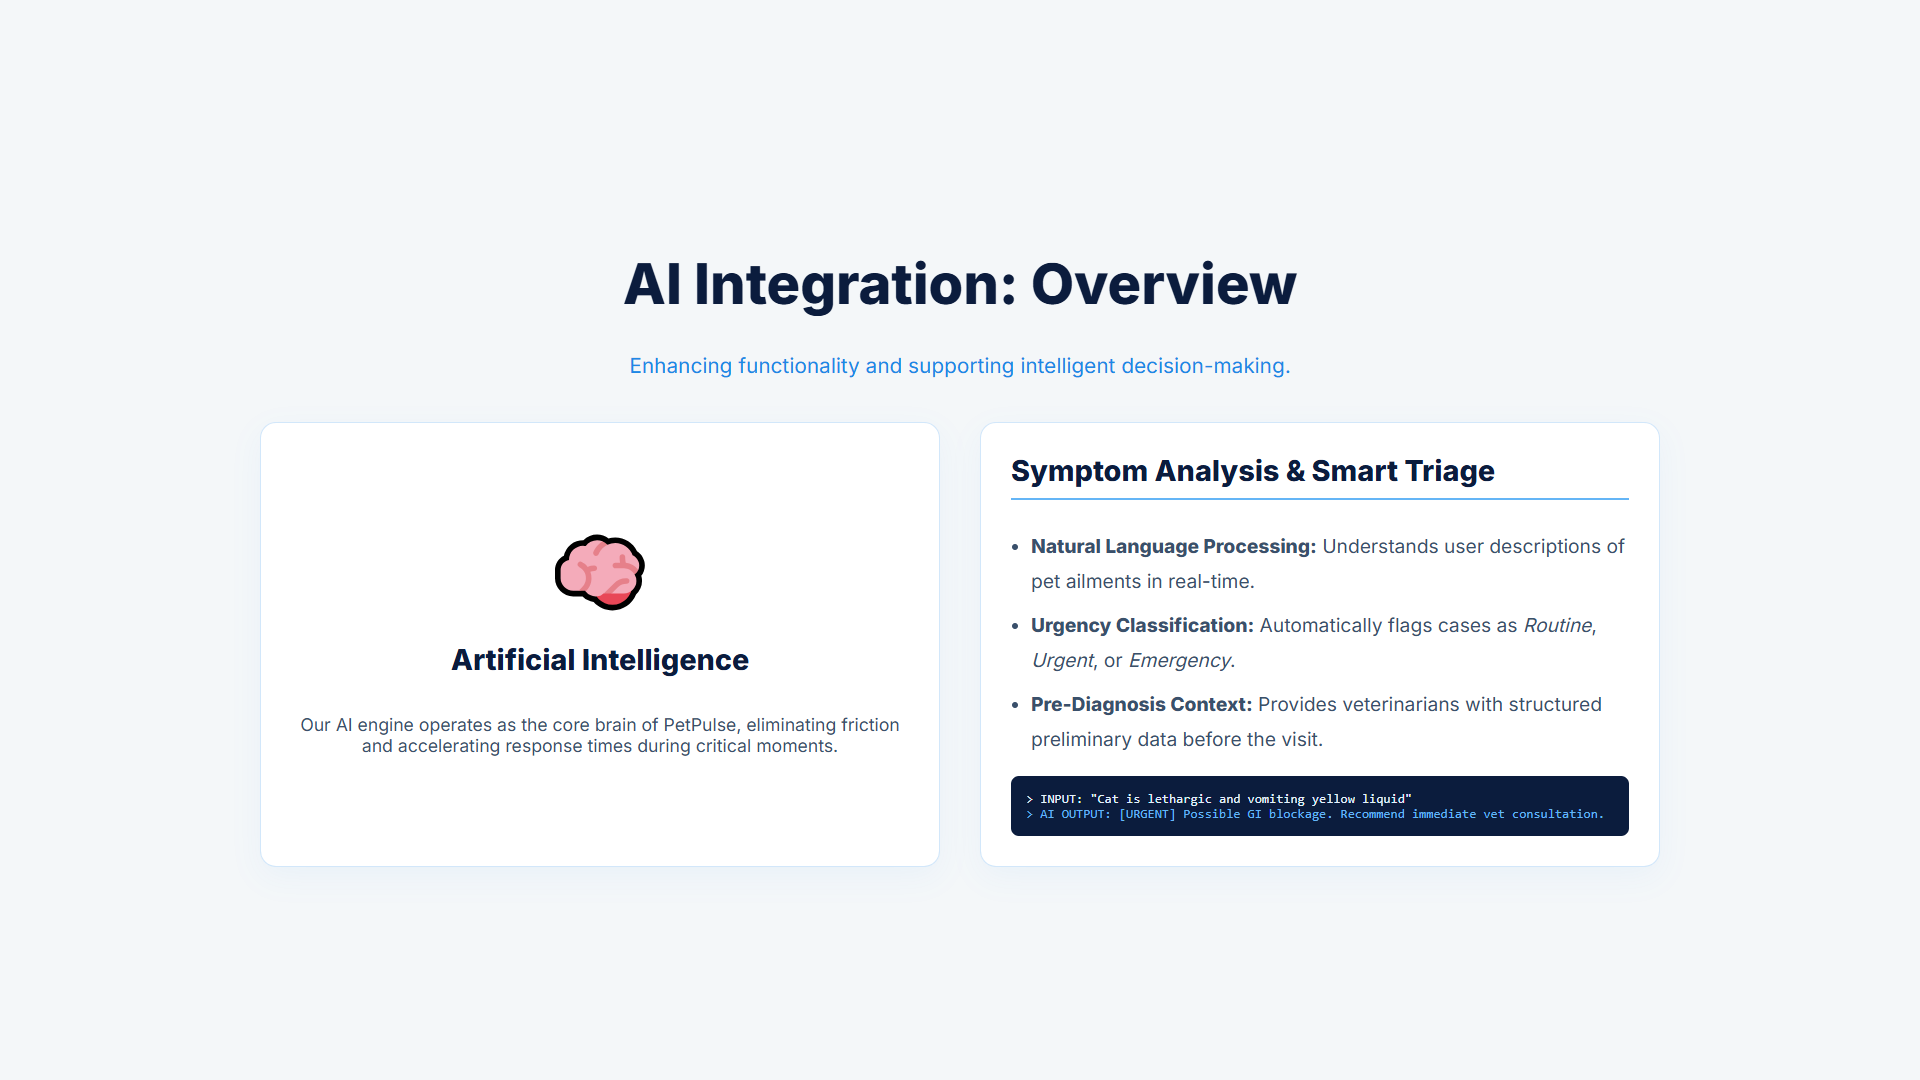 AI Integration: Overview
Enhancing functionality and supporting intelligent decision-making.
Artificial Intelligence
Our AI engine operates as the core brain of PetPulse, eliminating friction
and accelerating response times during critical moments.
Symptom Analysis & Smart Triage
• Natural Language Processing: Understands user descriptions of
pet ailments in real-time.
• Urgency Classification: Automatically flags cases as Routine,
Urgent, or Emergency.
• Pre-Diagnosis Context: Provides veterinarians with structured
preliminary data before the visit.
> INPUT: "Cat is lethargic and vomiting yellow liquid"
> AI OUTPUT: [URGENT] Possible GI blockage. Recommend immediate vet consultation.